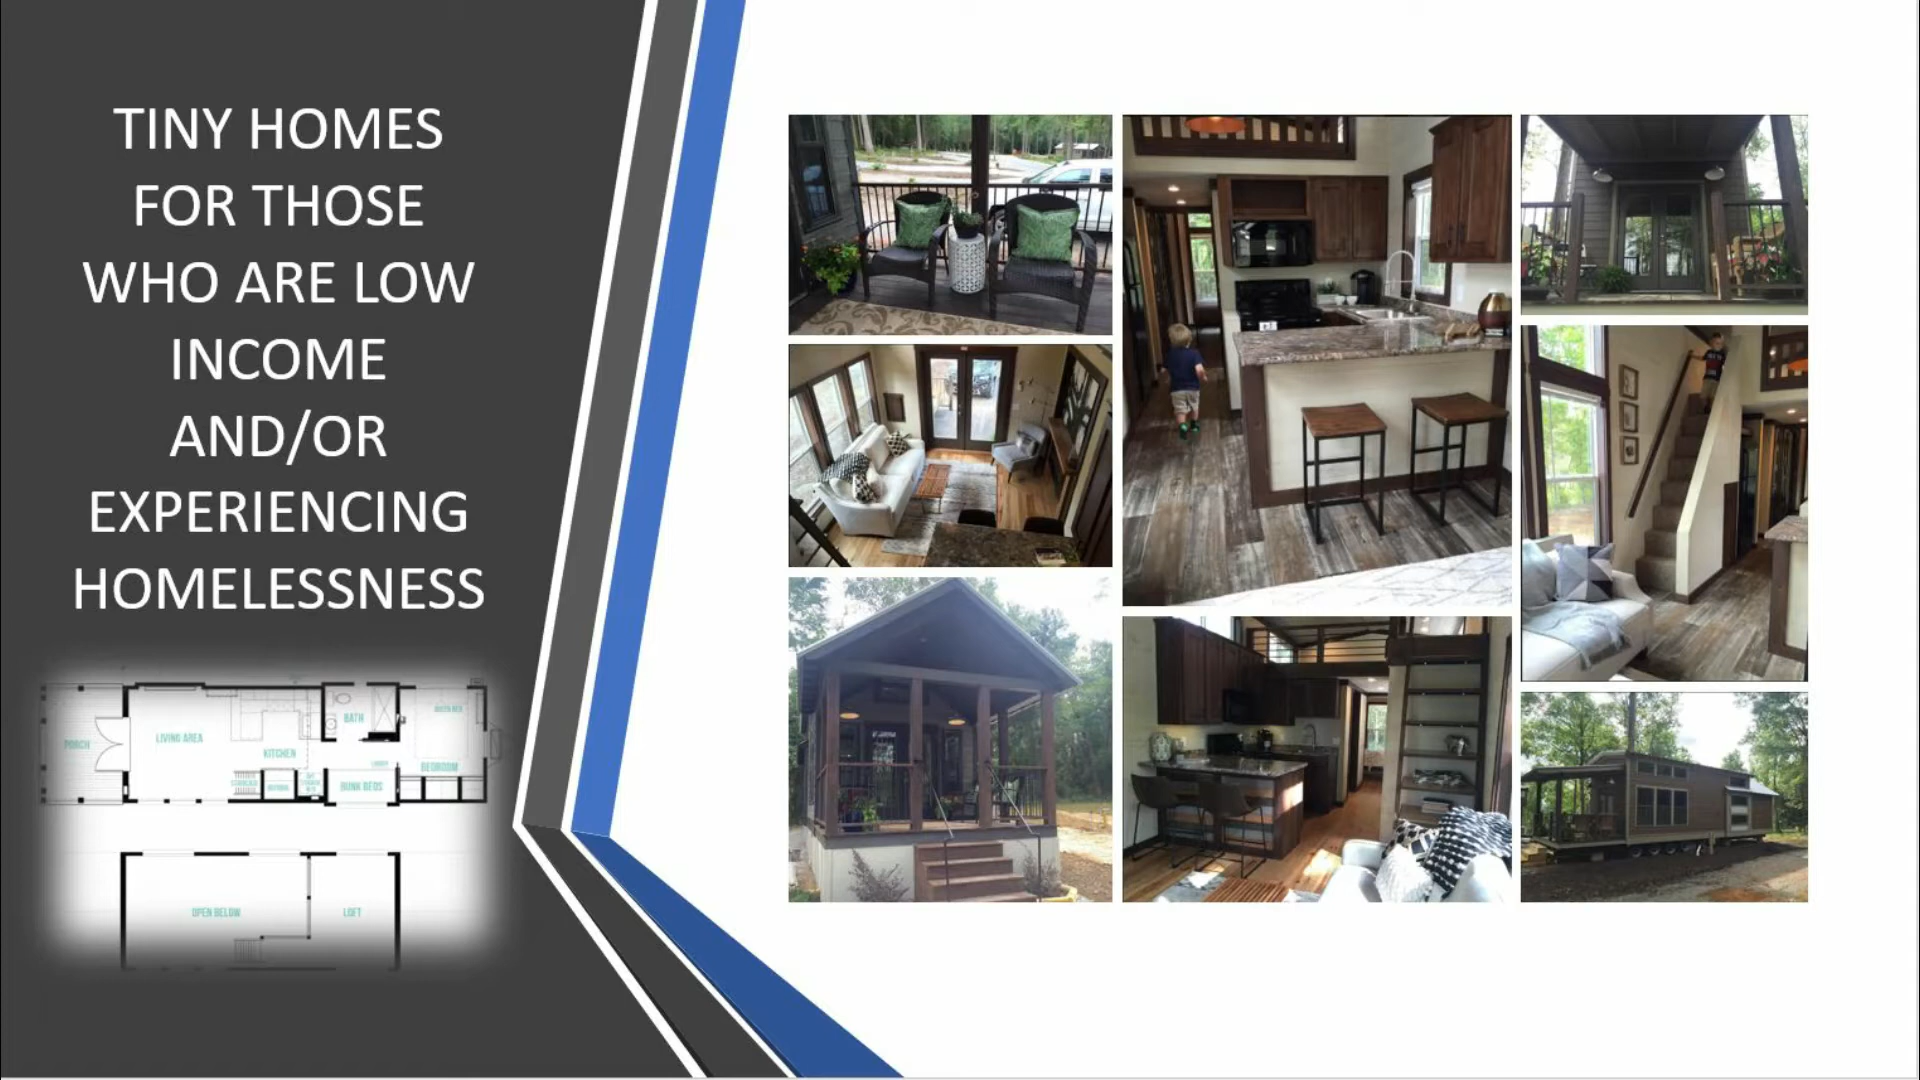 TINY HOMES
FOR THOSE
WHO ARE LOW
INCOME
AND/OR
EXPERIENCING
HOMELESSNESS
BATH
PORCH
LIVING AREA
KITCHEN
BEDROOM
BUNK BEDS
OPEN BELOW
LOFT